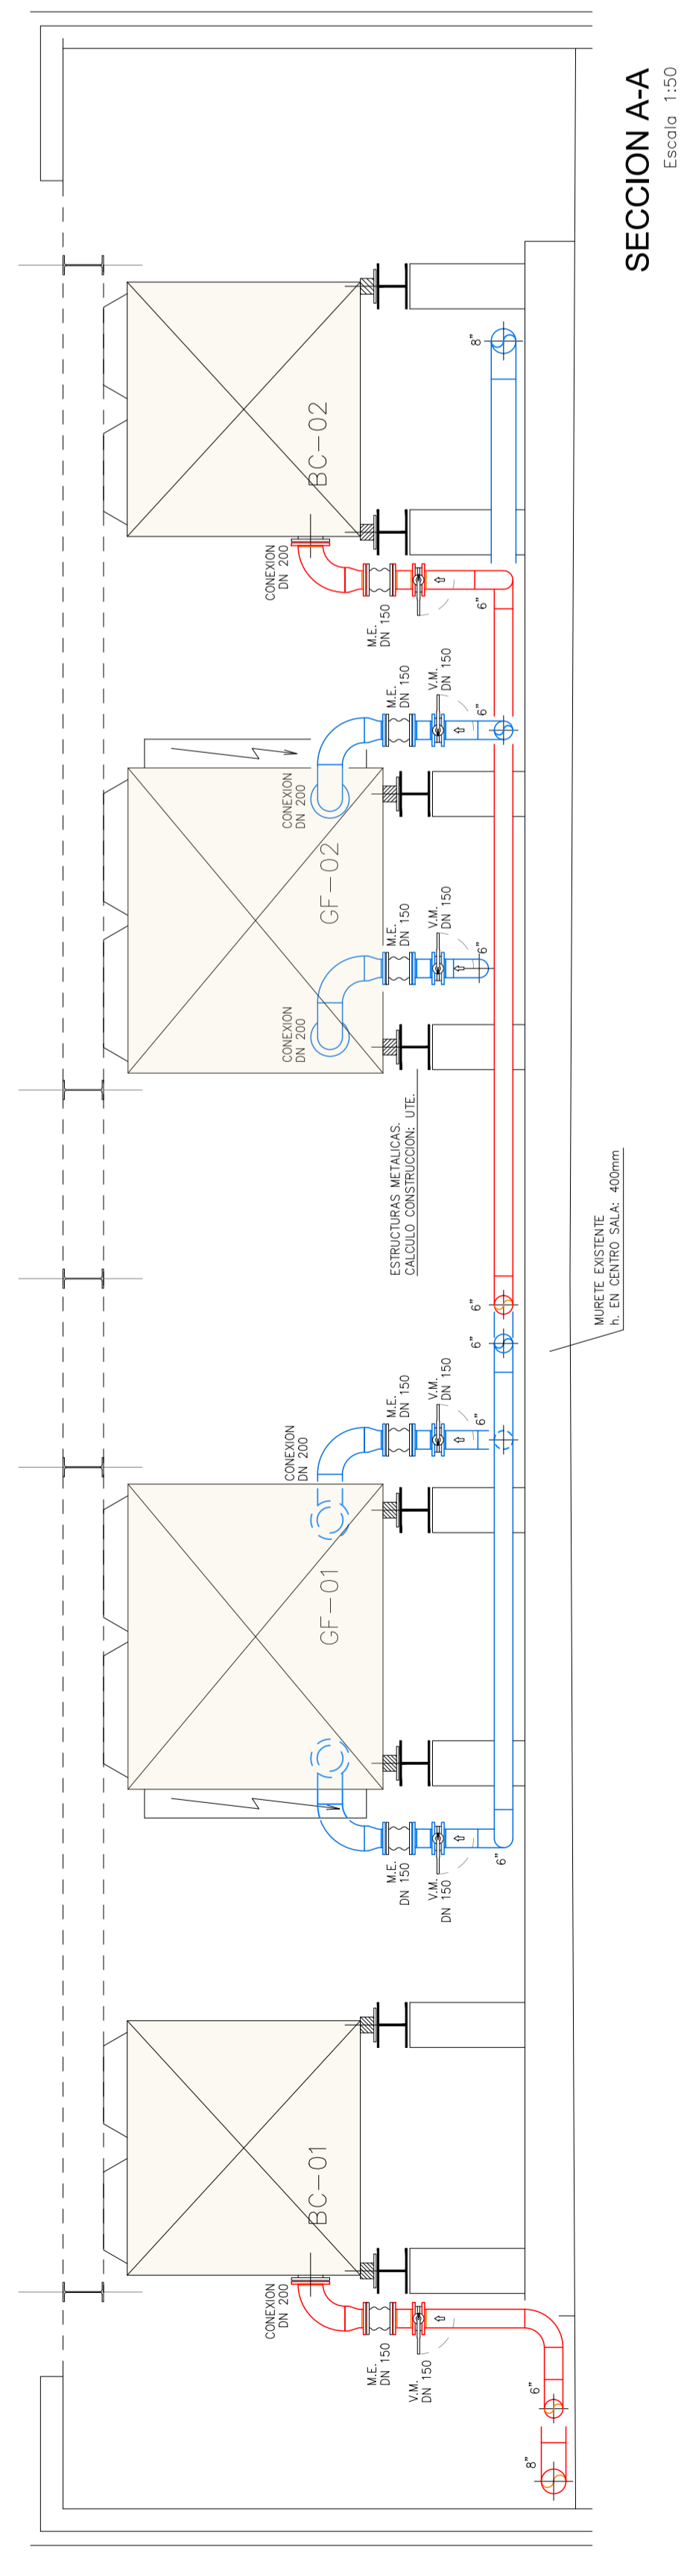 CONEXION
DN 200
BC-01
M.E.
DN 150
V.M.
DN 150
6"
8"
GF-01
M.E.
DN 150
V.M.
DN 150
6"
CONEXION
DN 200
M.E.
DN 150
V.M.
DN 150
6"
6"
6"
ESTRUCTURAS METALICAS.
CALCULO CONSTRUCCION: UTE.
MURETE EXISTENTE
h. EN CENTRO SALA: 400mm
CONEXION
DN 200
GF-02
M.E.
DN 150
V.M.
DN 150
6"
CONEXION
DN 200
M.E.
DN 150
V.M.
DN 150
6"
CONEXION
DN 200
BC-02
M.E.
DN 150
6"
8"
SECCION A-A
Escala 1:50